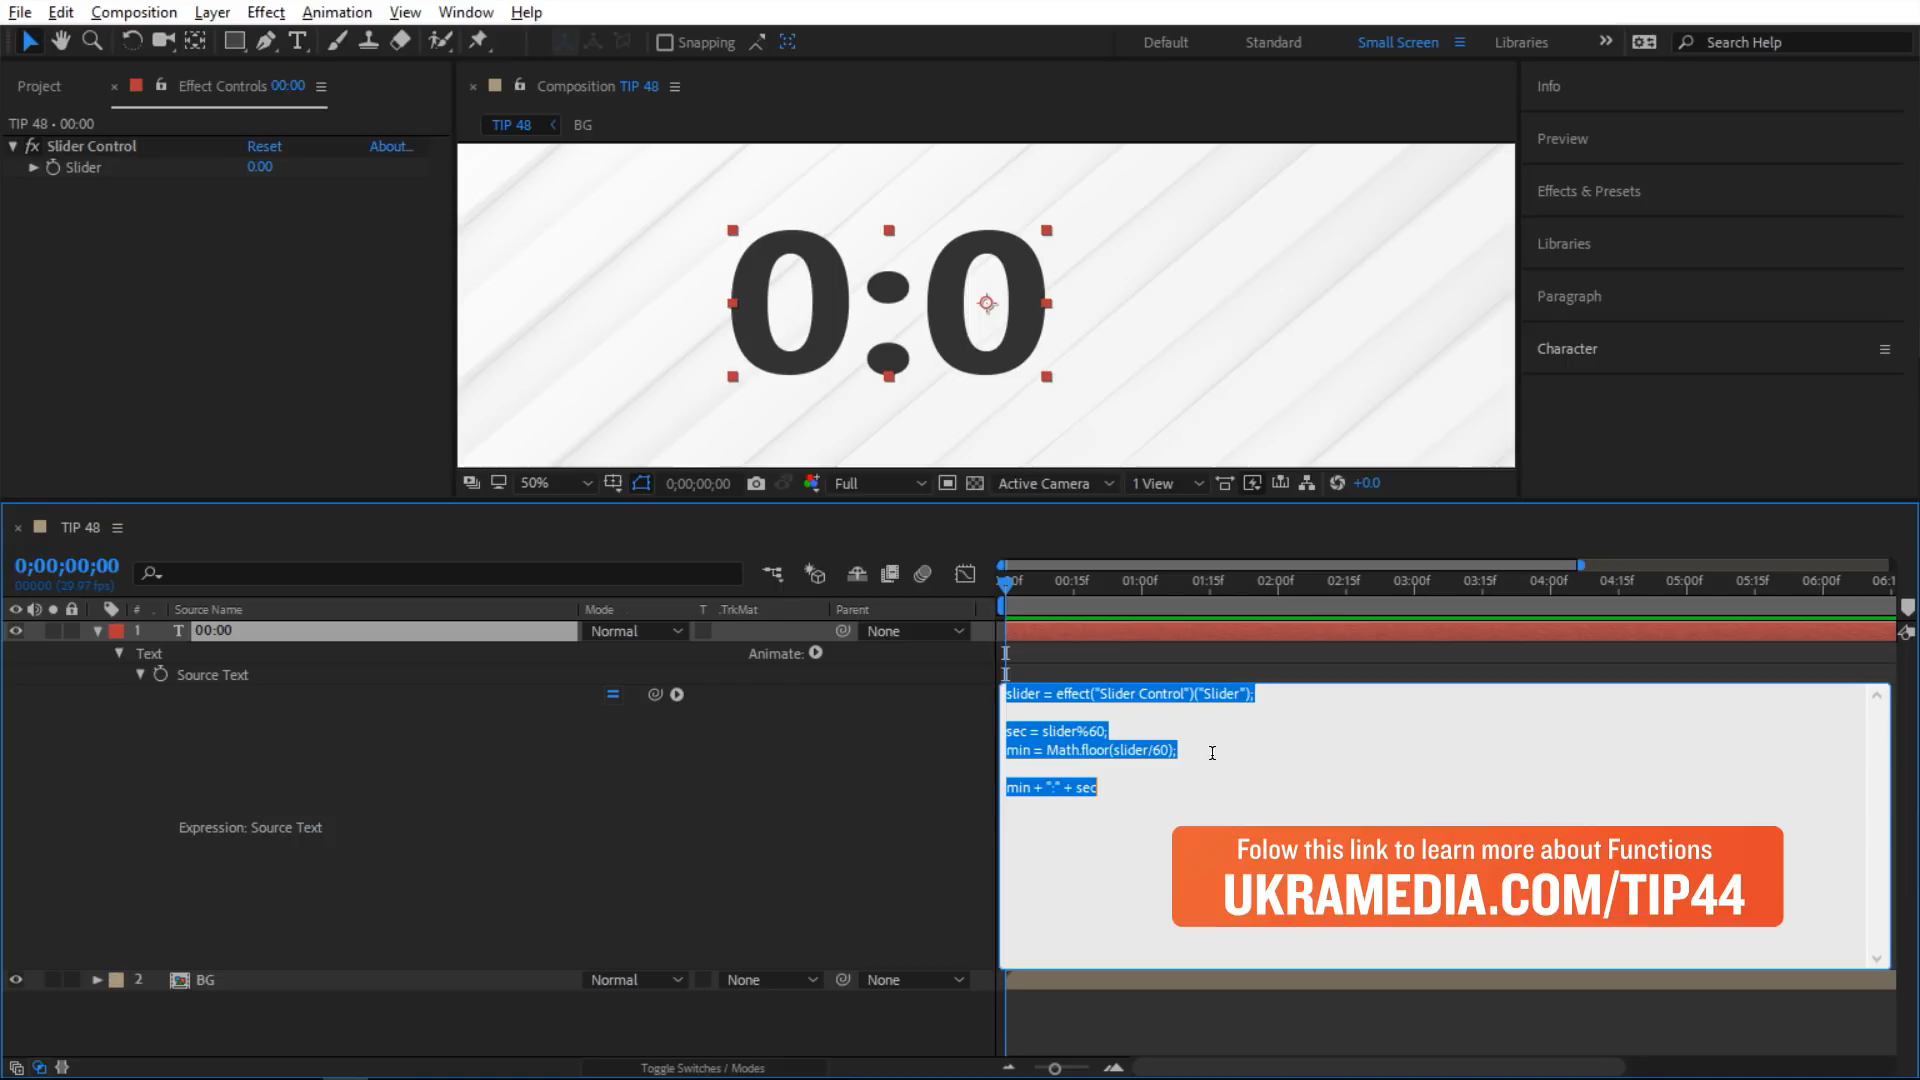 File Edit Composition Layer Effect Animation View Window Help
Snapping Default Standard Small Screen Libraries Search Help
Project Effect Controls 00:00 Composition TIP 48 Info
TIP 48 • 00:00 TIP 48 BG
fx Slider Control Reset About... Preview
Slider 0.00
Effects & Presets
Libraries
Paragraph
Character
0:0
50% 0;00;00;00 Full Active Camera 1 View +0.0
TIP 48
0;00;00;00
00000 (29.97 fps)
00:15f 01:00f 01:15f 02:00f 02:15f 03:00f 03:15f 04:00f 04:15f 05:00f 05:15f 06:00f 06:1
# Source Name Mode T .TrkMat Parent
1 T 00:00 Normal None
Text Animate:
Source Text
slider = effect("Slider Control")("Slider");
sec = slider%60;
min = Math.floor(slider/60);
min + ":" + sec
Expression: Source Text
Folow this link to learn more about Functions
UKRAMEDIA.COM/TIP44
2 BG Normal None None
Toggle Switches / Modes